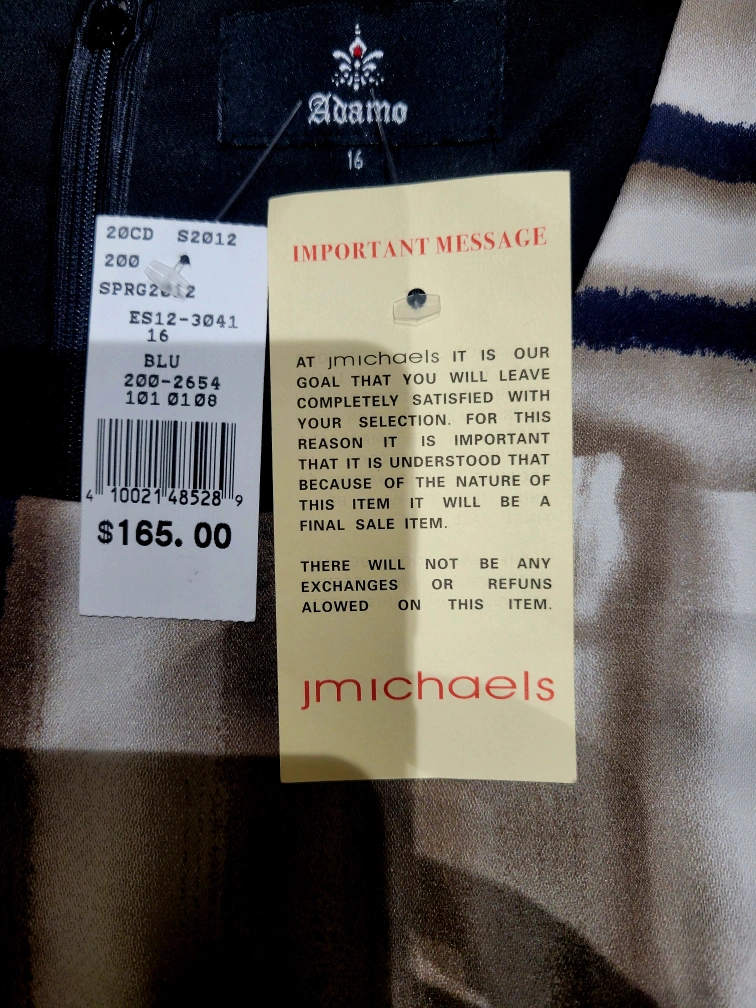 Adamo
16
20CD S2012
200
SPRG2012
ES12-3041
16
BLU
200-2654
101 0108
4 10021 48528 9
$165.00
IMPORTANT MESSAGE
AT jmichaels IT IS OUR
GOAL THAT YOU WILL LEAVE
COMPLETELY SATISFIED WITH
YOUR SELECTION. FOR THIS
REASON IT IS IMPORTANT
THAT IT IS UNDERSTOOD THAT
BECAUSE OF THE NATURE OF
THIS ITEM IT WILL BE A
FINAL SALE ITEM.
THERE WILL NOT BE ANY
EXCHANGES OR REFUNS
ALOWED ON THIS ITEM.
jmichaels